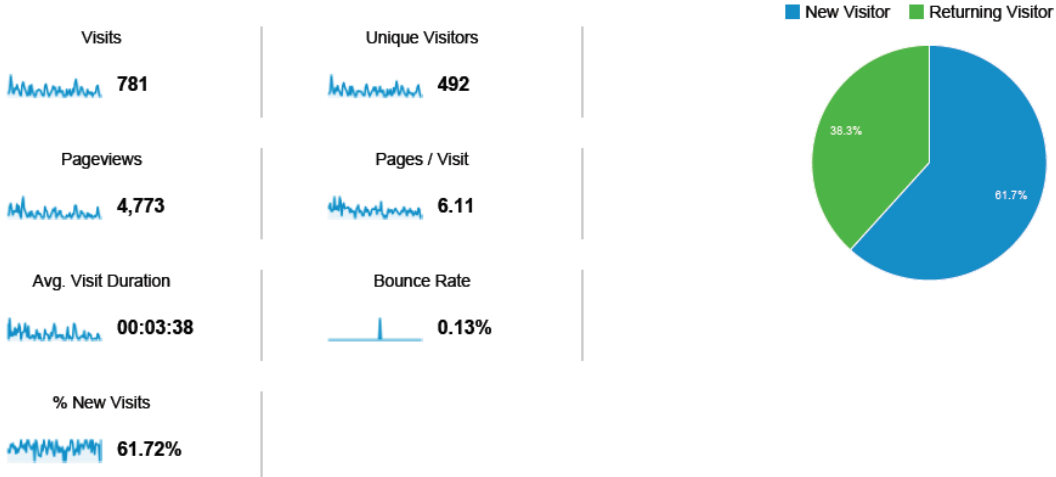 New Visitor Returning Visitor
Visits
781
Unique Visitors
492
Pageviews
4,773
Pages / Visit
6.11
Avg. Visit Duration
00:03:38
Bounce Rate
0.13%
% New Visits
61.72%
38.3%
61.7%